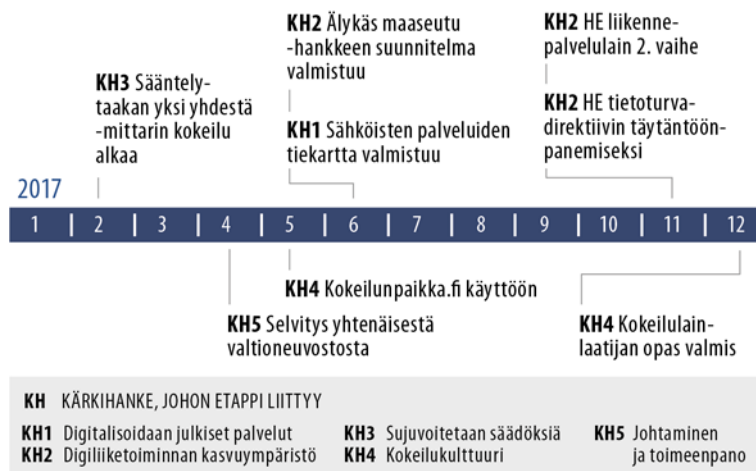 KH2 Älykäs maaseutu
-hankkeen suunnitelma
valmistuu
KH2 HE liikenne-
palvelulain 2. vaihe
KH3 Sääntely-
taakan yksi yhdestä
-mittarin kokeilu
alkaa
KH1 Sähköisten palveluiden
tiekartta valmistuu
KH2 HE tietoturva-
direktiivin täytäntöön-
panemiseksi
2017
1 | 2 | 3 | 4 | 5 | 6 | 7 | 8 | 9 | 10 | 11 | 12
KH4 Kokeilunpaikka.fi käyttöön
KH5 Selvitys yhtenäisestä
valtioneuvostosta
KH4 Kokeilulain-
laatijan opas valmis
KH KÄRKIHANKE, JOHON ETAPPI LIITTYY
KH1 Digitalisoidaan julkiset palvelut
KH2 Digiliiketoiminnan kasvuympäristö
KH3 Sujuvoitetaan säädöksiä
KH4 Kokeilukulttuuri
KH5 Johtaminen
ja toimeenpano